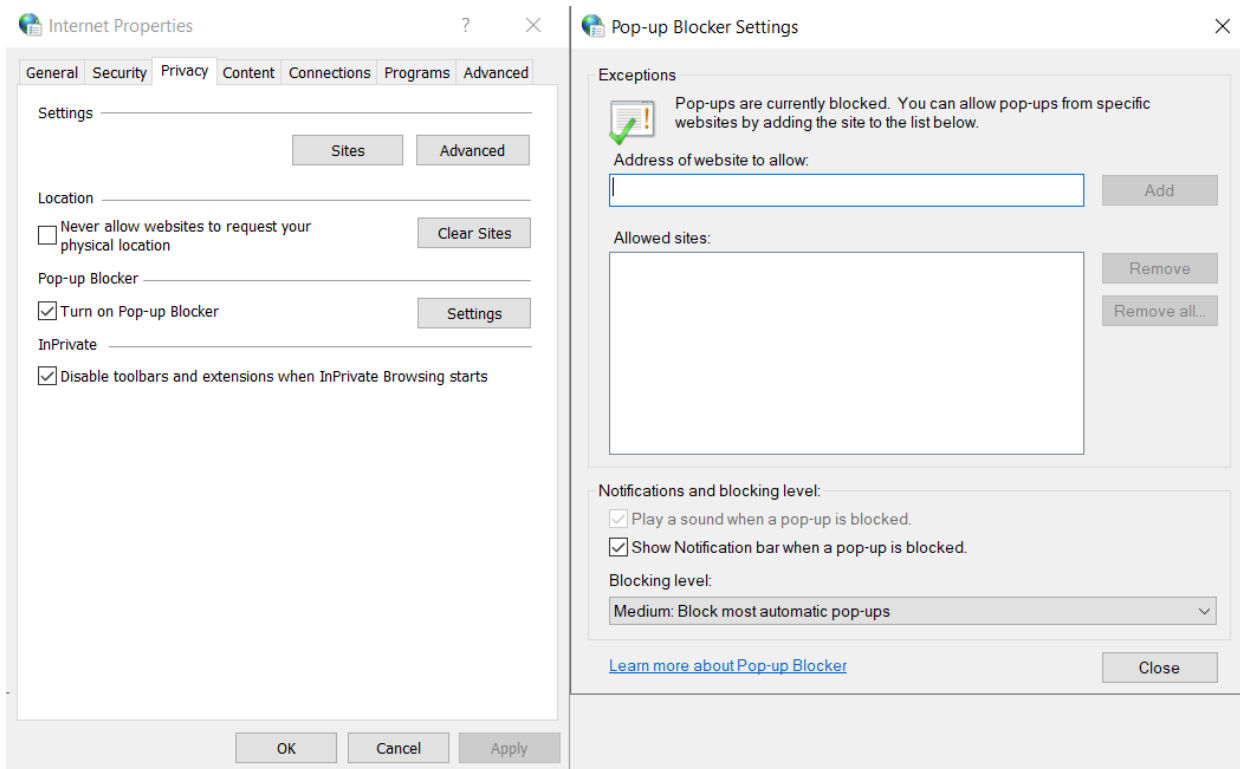 Internet Properties
?
General Security Privacy Content Connections Programs Advanced
Settings
Sites Advanced
Location
Never allow websites to request your
physical location
Clear Sites
Pop-up Blocker
Turn on Pop-up Blocker
Settings
InPrivate
Disable toolbars and extensions when InPrivate Browsing starts
OK Cancel Apply
Pop-up Blocker Settings
Exceptions
Pop-ups are currently blocked. You can allow pop-ups from specific
websites by adding the site to the list below.
Address of website to allow:
Add
Allowed sites:
Remove
Remove all...
Notifications and blocking level:
Play a sound when a pop-up is blocked.
Show Notification bar when a pop-up is blocked.
Blocking level:
Medium: Block most automatic pop-ups
Learn more about Pop-up Blocker
Close